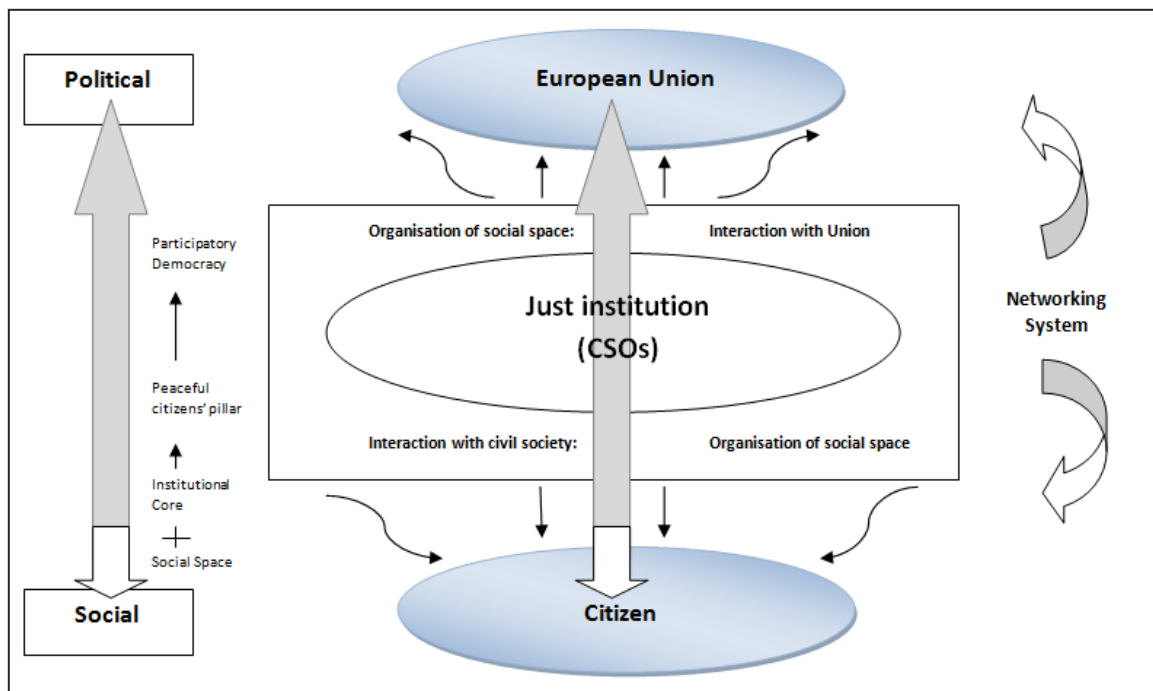 Political
European Union
Participatory
Democracy
Peaceful
citizens' pillar
Institutional
Core
Social Space
Social
Organisation of social space:
Interaction with Union
Just institution
(CSOs)
Interaction with civil society:
Organisation of social space
Citizen
Networking
System